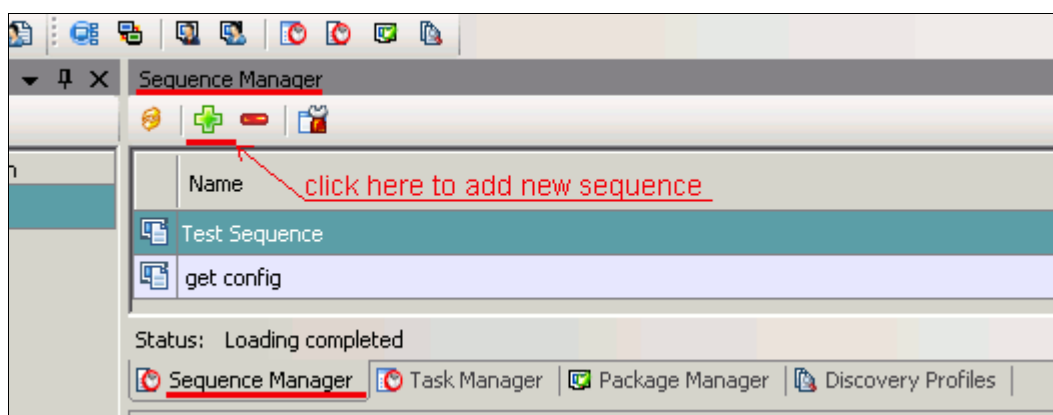 Sequence Manager
Name
click here to add new sequence
Test Sequence
get config
Status: Loading completed
Sequence Manager Task Manager Package Manager Discovery Profiles